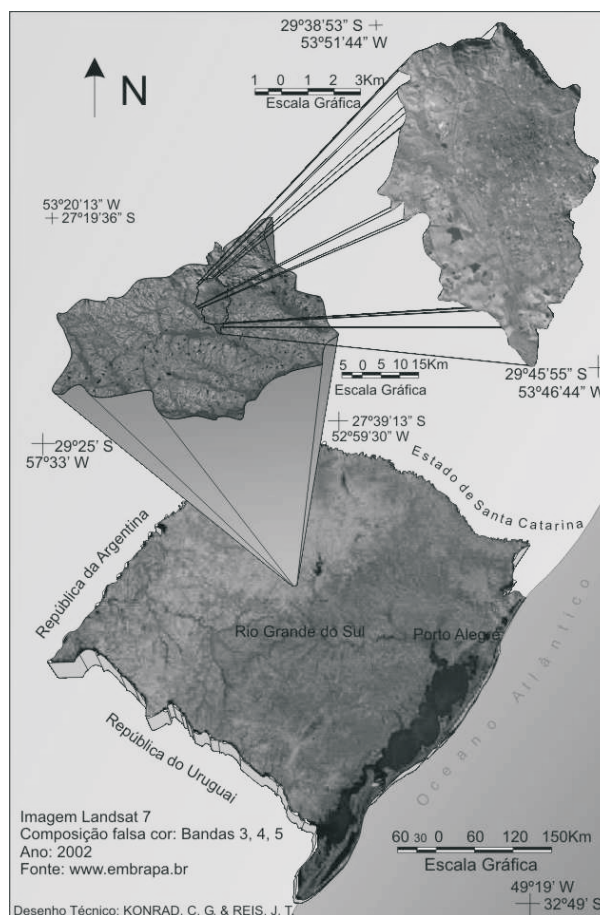 29º38'53" S
53º51'44" W
1 0 1 2 3Km
Escala Gráfica
N
53º20'13" W
27º19'36" S
5 0 5 10 15Km
Escala Gráfica
29º45'55" S
53º46'44" W
27º39'13" S
52º59'30" W
29º25' S
57º33' W
Estado de Santa Catarina
República da Argentina
Rio Grande do Sul
Porto Alegre
Oceano Atlântico
República do Uruguai
Imagem Landsat 7
Composição falsa cor: Bandas 3, 4, 5
Ano: 2002
Fonte: www.embrapa.br
60 30 0 60 120 150Km
Escala Gráfica
49º19' W
32º49' S
Desenho Técnico: KONRAD, C. G. & REIS, J. T.